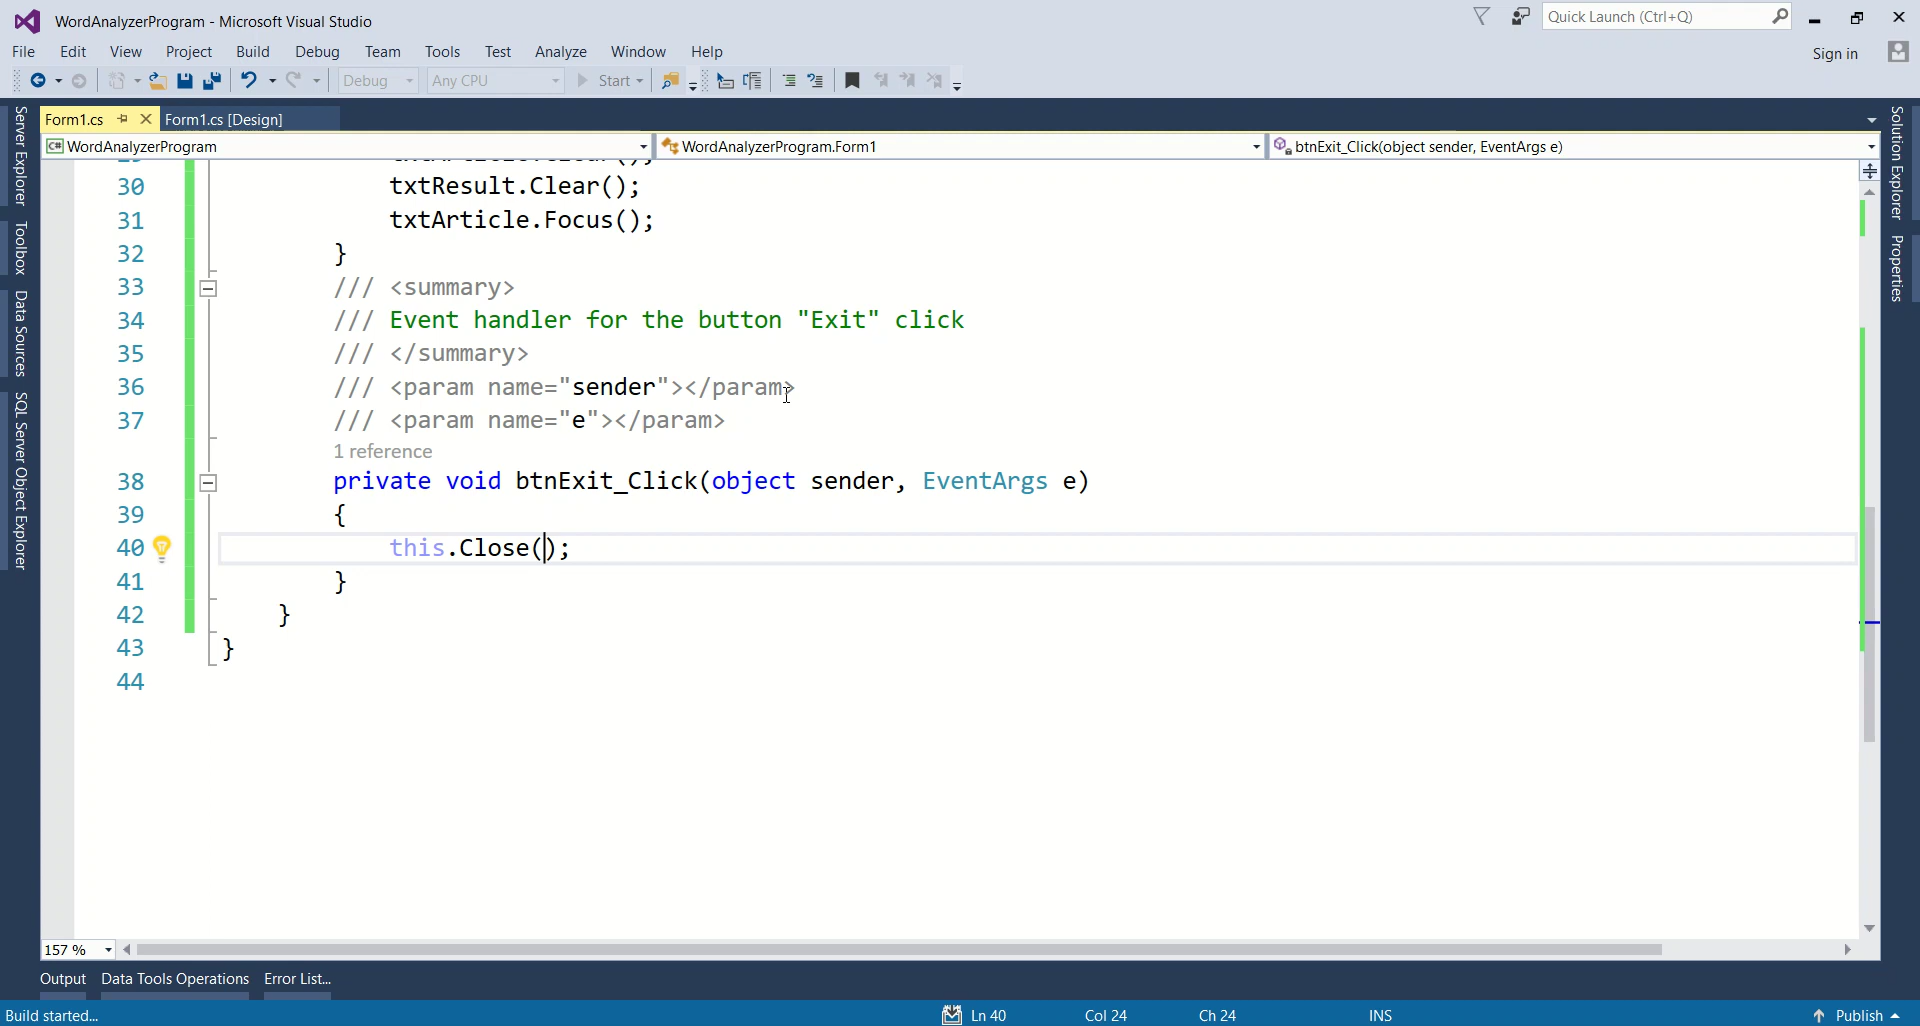 WordAnalyzerProgram - Microsoft Visual Studio
Quick Launch (Ctrl+Q)
File Edit View Project Build Debug Team Tools Test Analyze Window Help
Sign in
Debug Any CPU Start
Form1.cs Form1.cs [Design]
WordAnalyzerProgram WordAnalyzerProgram.Form1 btnExit_Click(object sender, EventArgs e)
Server Explorer
Toolbox
Data Sources
SQL Server Object Explorer
30 txtResult.Clear();
31 txtArticle.Focus();
32 }
33 /// <summary>
34 /// Event handler for the button "Exit" click
35 /// </summary>
36 /// <param name="sender"></param>
37 /// <param name="e"></param>
1 reference
38 private void btnExit_Click(object sender, EventArgs e)
39 {
40 this.Close();
41 }
42 }
43 }
44
Solution Explorer
Properties
157 %
Output Data Tools Operations Error List...
Build started... Ln 40 Col 24 Ch 24 INS Publish